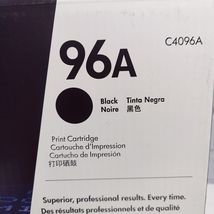 C4096A
96A
Black Tinta Negra
Noire 黑色
Print Cartridge
Cartouche d'Impression
Cartucho de Impresión
打印硒鼓
Superior, professional results. Every time.
Des résultats professionnels et d'une qualité